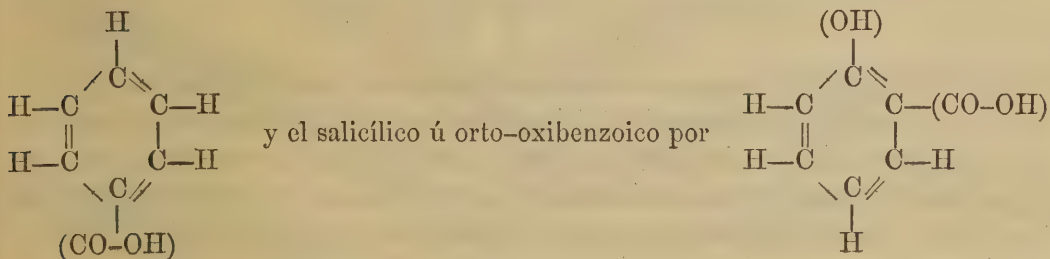 H (OH)
C C
H—C C—H H—C C—(CO-OH)
y el salicílico ú orto-oxibenzoico por
H—C C—H H—C C—H
C C
(CO-OH) H